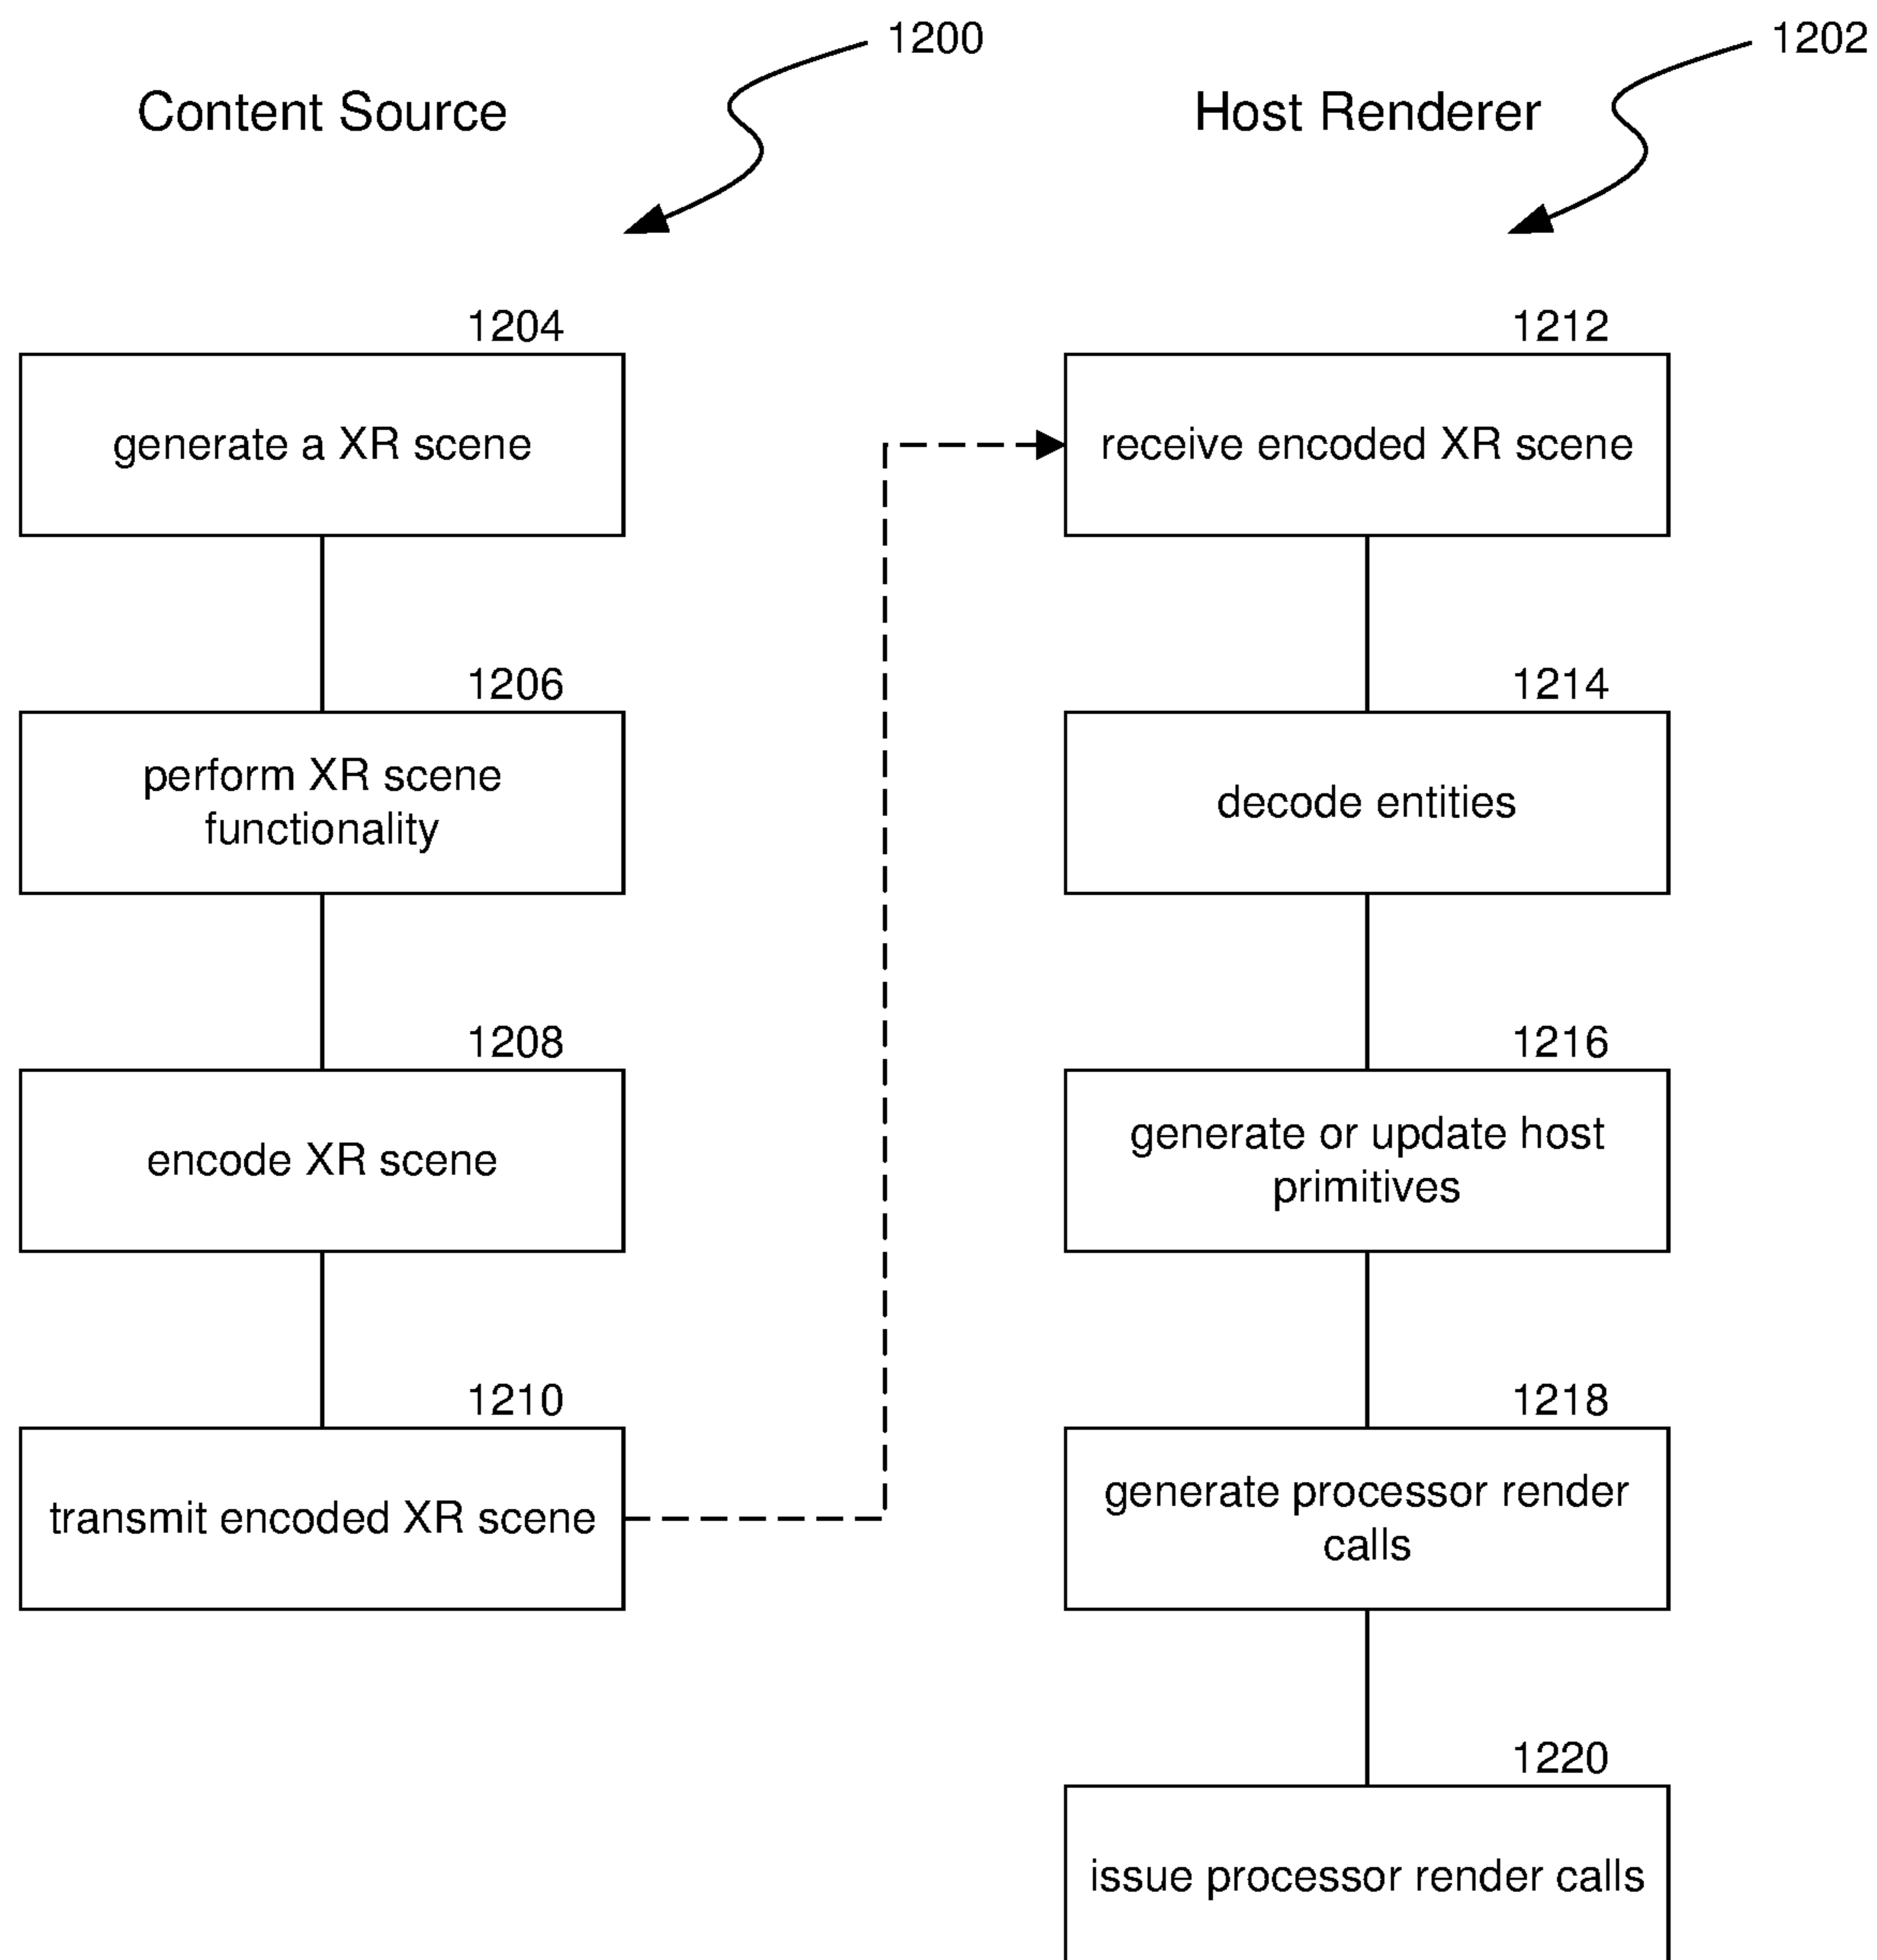 1200
Content Source
1204
generate a XR scene
1206
perform XR scene
functionality
1208
encode XR scene
1210
transmit encoded XR scene
1202
Host Renderer
1212
receive encoded XR scene
1214
decode entities
1216
generate or update host
primitives
1218
generate processor render
calls
1220
issue processor render calls